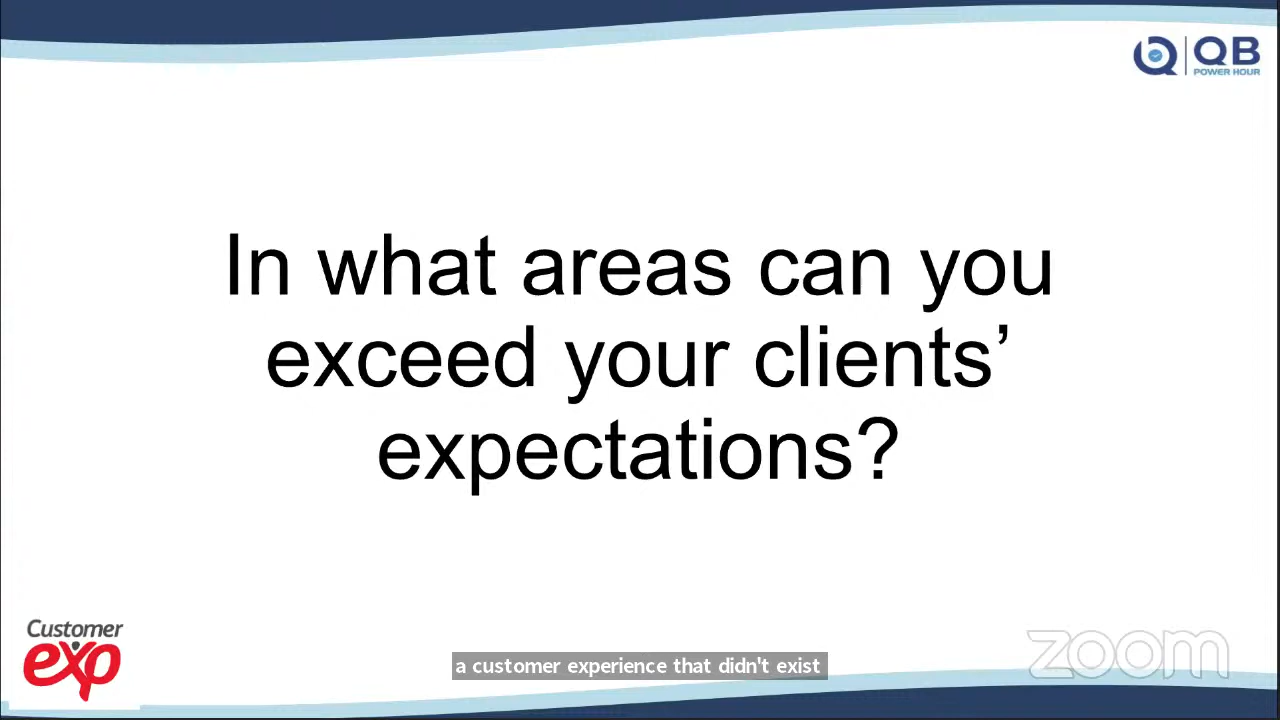 QB
POWER HOUR
In what areas can you
exceed your clients’
expectations?
Customer
exp
a customer experience that didn't exist
zoom